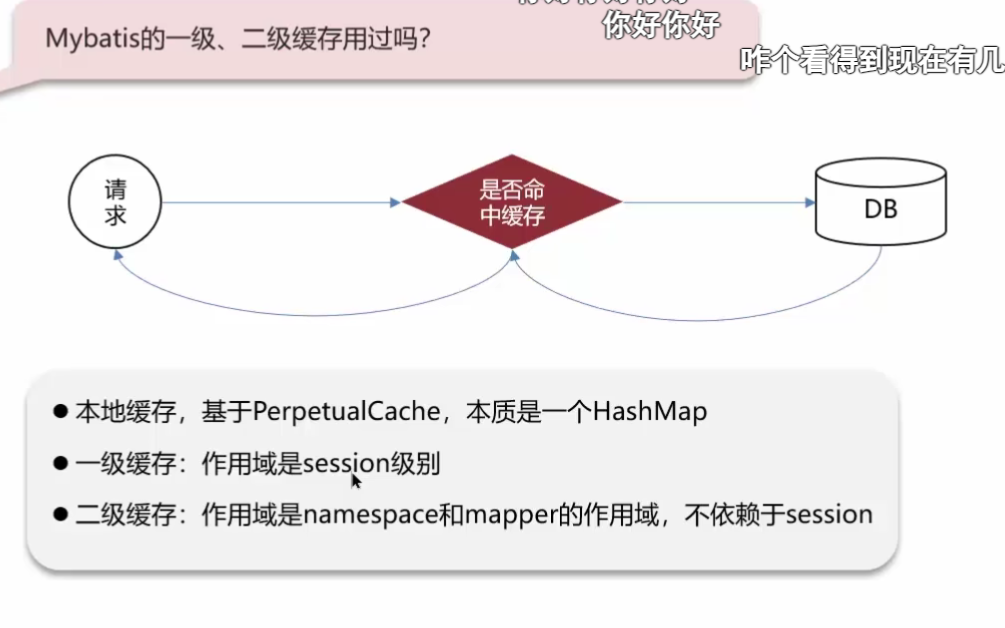 你好你好
Mybatis的一级、二级缓存用过吗?
咋个看得到现在有几
请
求
是否命
中缓存
DB
●本地缓存，基于PerpetualCache，本质是一个HashMap
●一级缓存：作用域是session级别
●二级缓存：作用域是namespace和mapper的作用域，不依赖于session